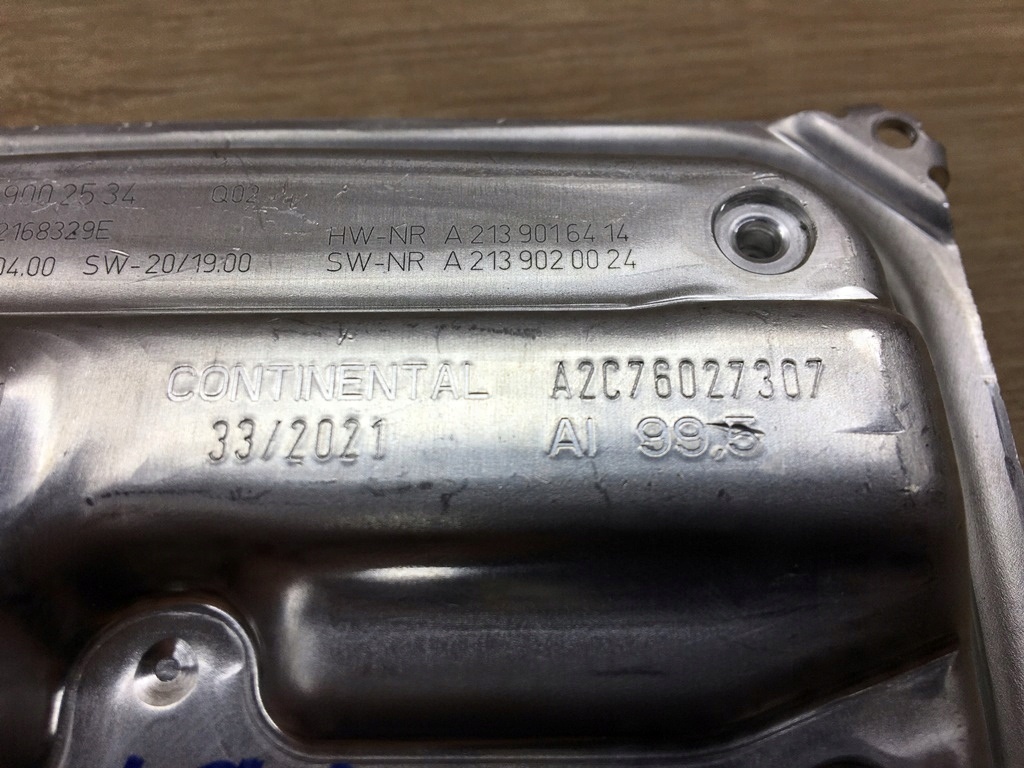 900 25 34 Q02
2168329E HW-NR A 213 901 64 14
04.00 SW-20/19.00 SW-NR A 213 902 00 24
CONTINENTAL A2C76027307
33/2021 Al 99.5